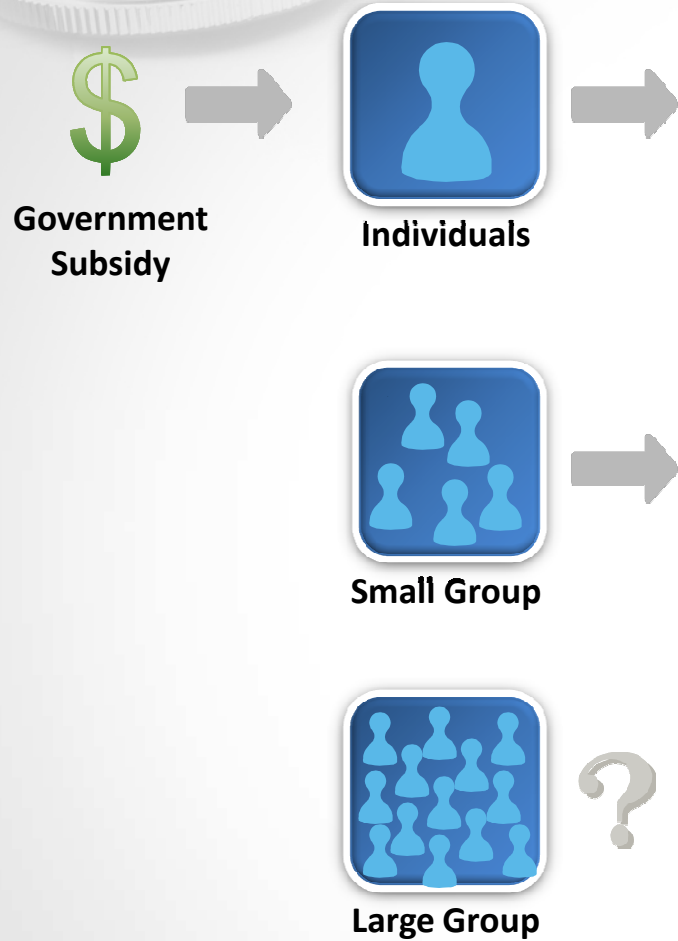 $
Government
Subsidy
Individuals
Small Group
?
Large Group